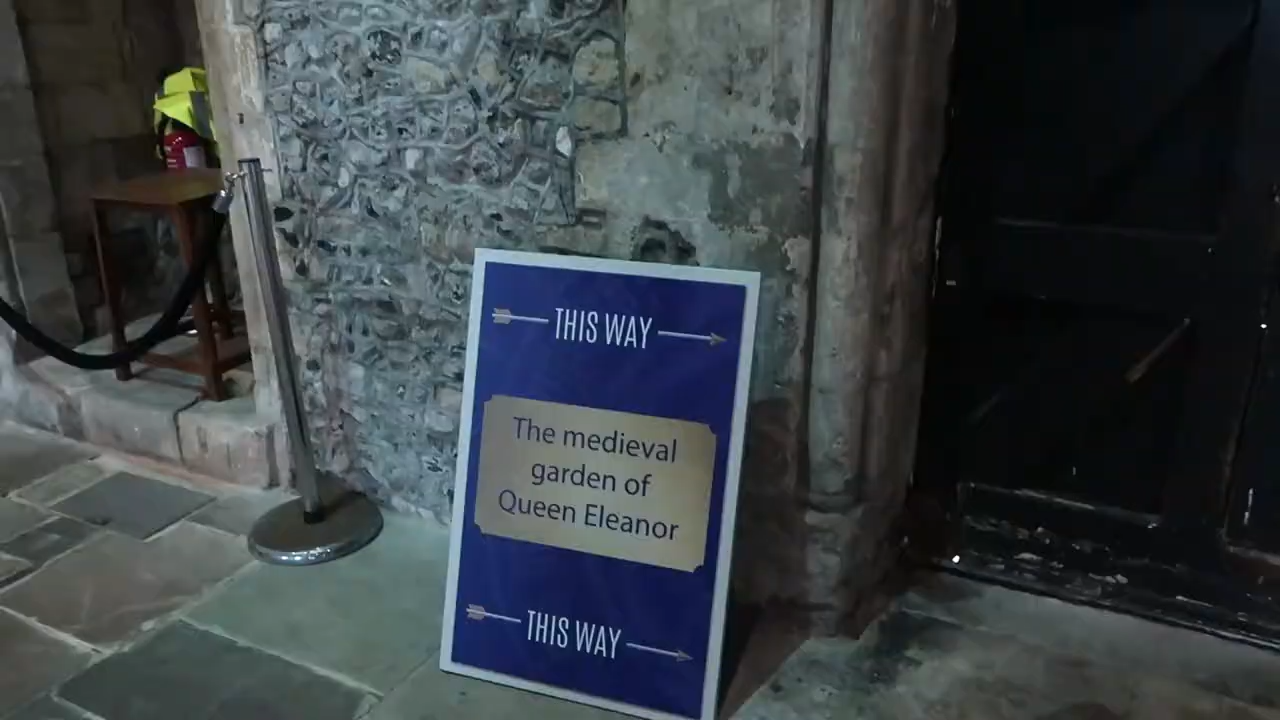 THIS WAY
The medieval
garden of
Queen Eleanor
THIS WAY